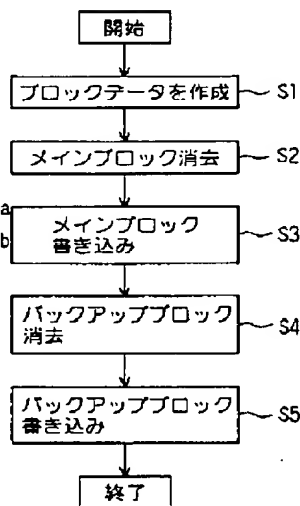 開始
ブロックデータを作成 S1
メインブロック消去 S2
a
b
メインブロック
書き込み S3
バックアップブロック
消去 S4
バックアップブロック
書き込み S5
終了